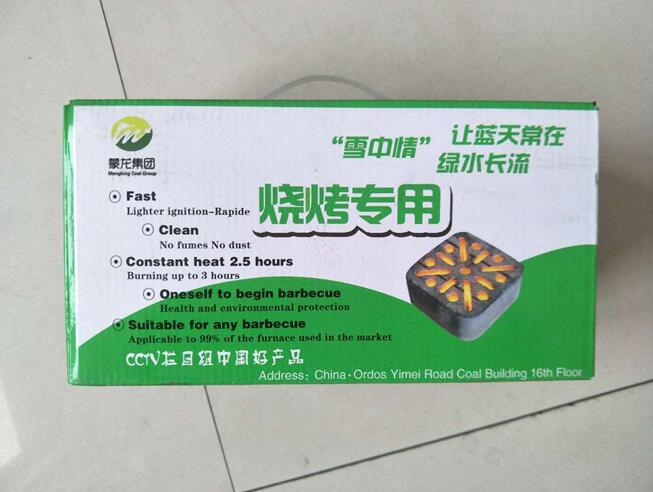 蒙龙集团
Menglong Coal Group
“雪中情”
让蓝天常在
绿水长流
烧烤专用
Fast
Lighter ignition-Rapide
Clean
No fumes No dust
Constant heat 2.5 hours
Burning up to 3 hours
Oneself to begin barbecue
Health and environmental protection
Suitable for any barbecue
Applicable to 99% of the furnace used in the market
CCTV栏目组中国好产品
Address: China·Ordos Yimei Road Coal Building 16th Floor